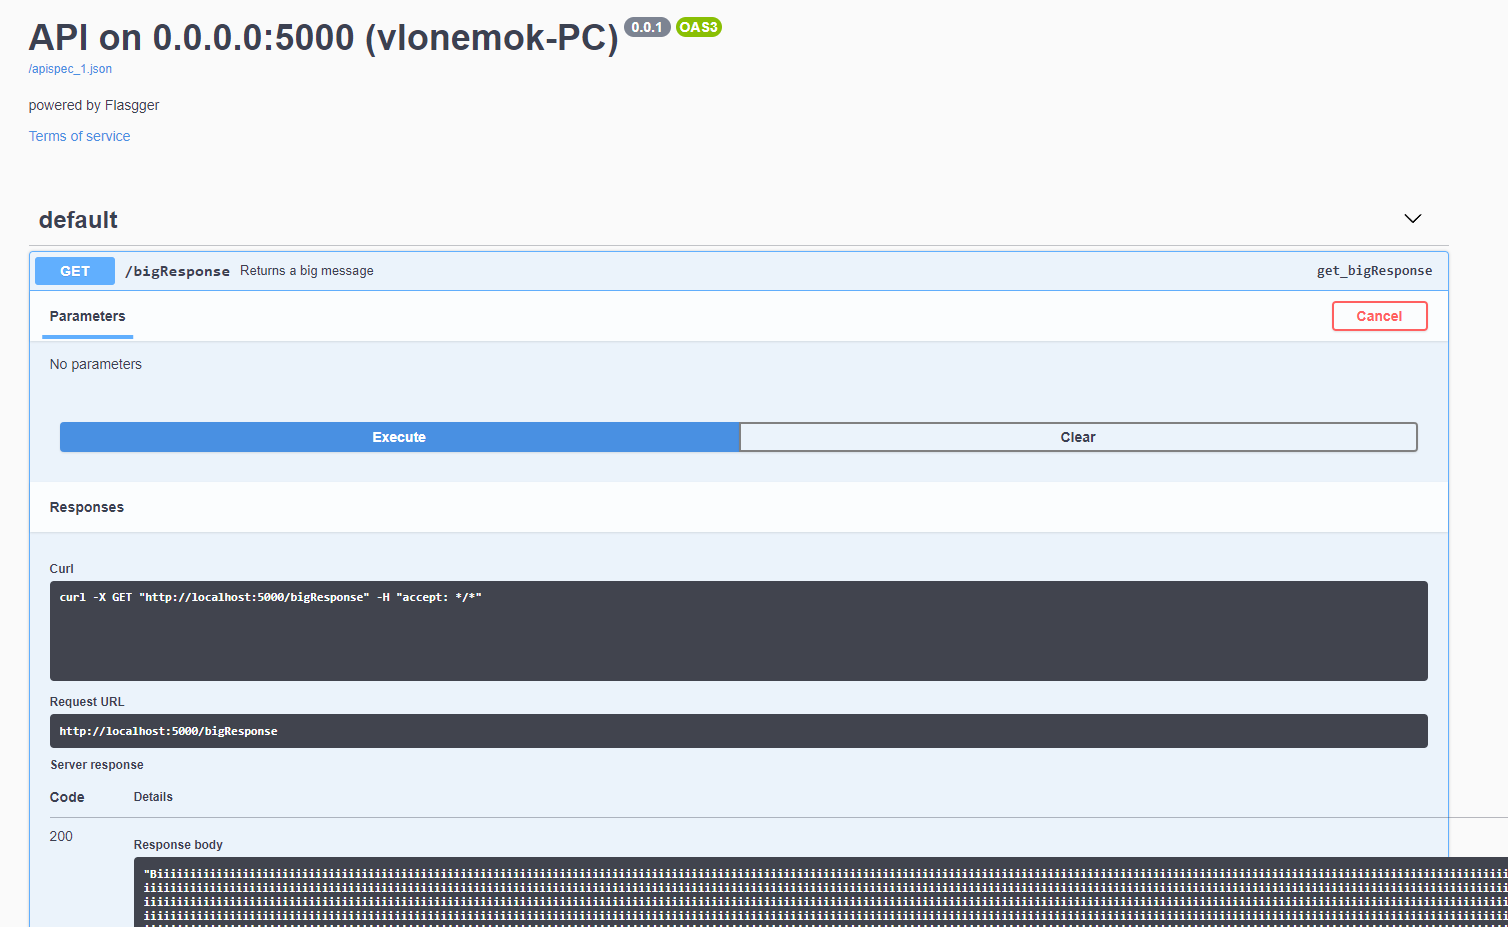 API on 0.0.0.0:5000 (vlonemok-PC) 0.0.1 OAS3
/apispec_1.json
powered by Flasgger
Terms of service
default
GET /bigResponse Returns a big message get_bigResponse
Parameters Cancel
No parameters
Execute Clear
Responses
Curl
curl -X GET "http://localhost:5000/bigResponse" -H "accept: */*"
Request URL
http://localhost:5000/bigResponse
Server response
Code Details
200
Response body